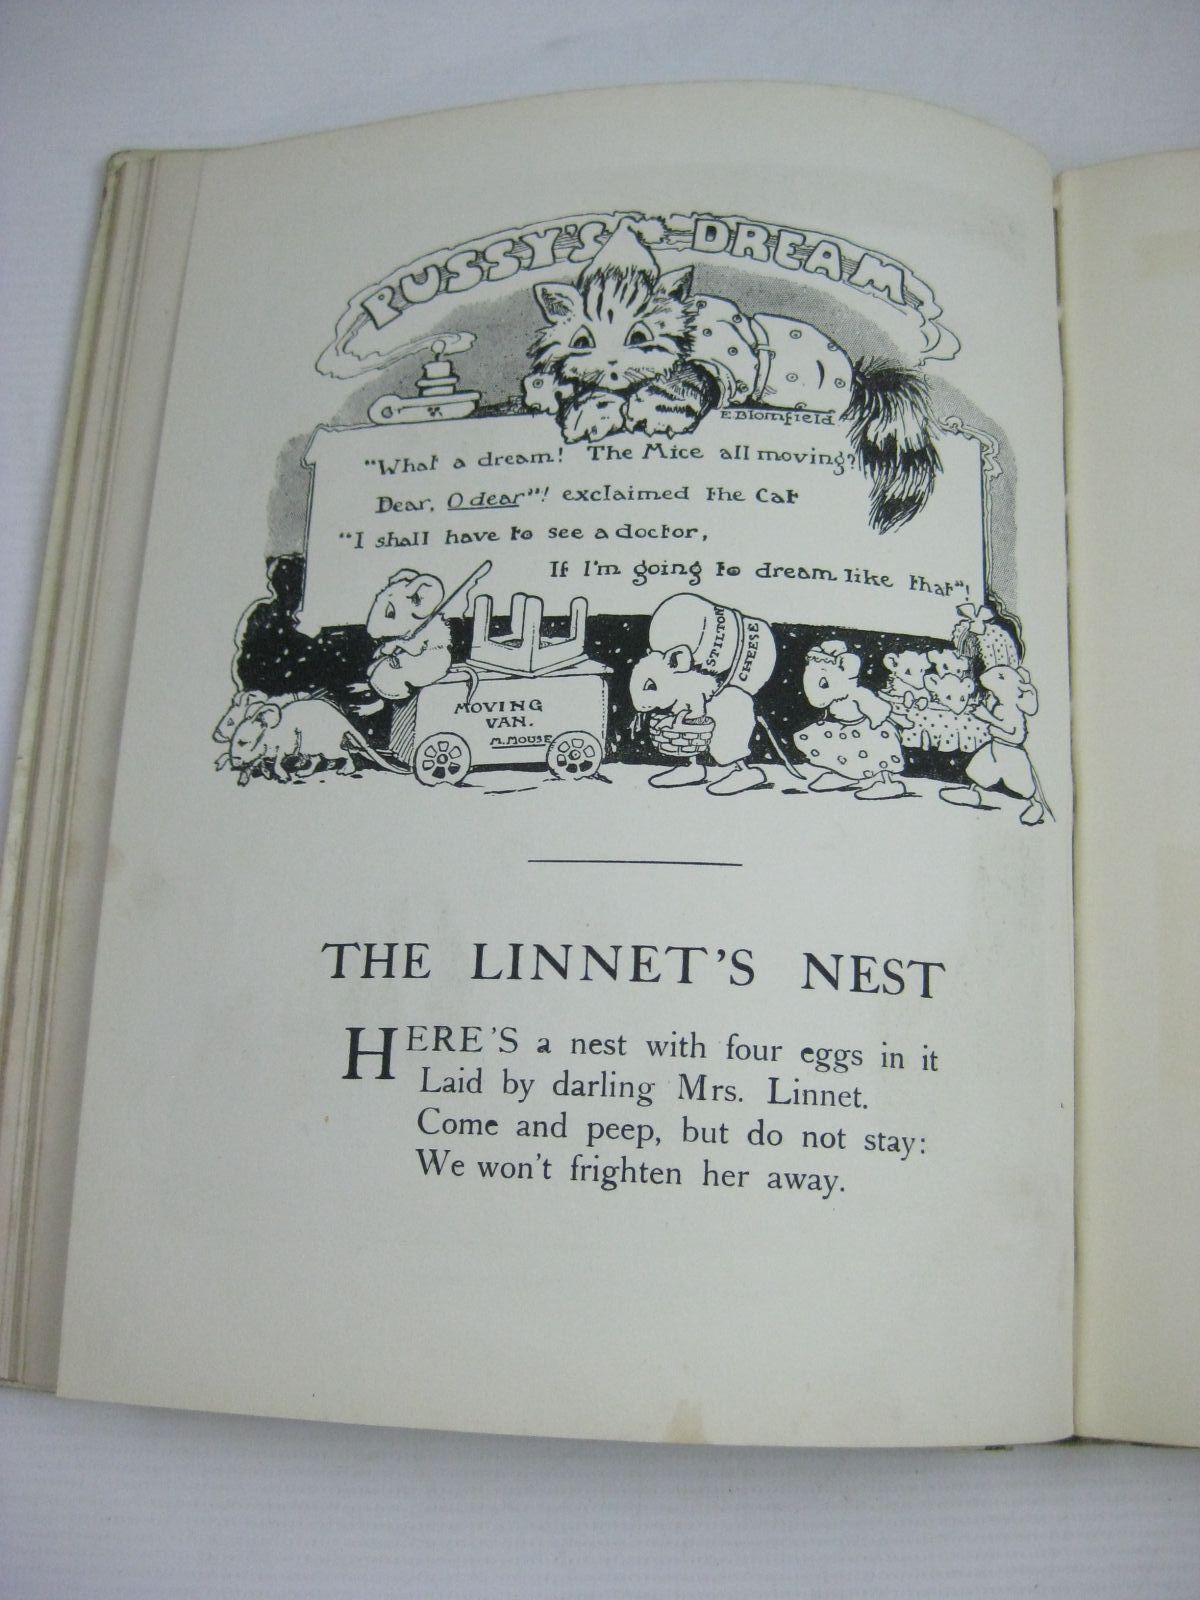 PUSSY'S DREAM
E. Blomfield
"What a dream! The Mice all moving?
Dear, O dear"! exclaimed the Cat
"I shall have to see a doctor,
If I'm going to dream like that"!
STILTON
CHEESE
MOVING
VAN.
M. MOUSE
THE LINNET'S NEST
HERE'S a nest with four eggs in it
Laid by darling Mrs. Linnet.
Come and peep, but do not stay:
We won't frighten her away.